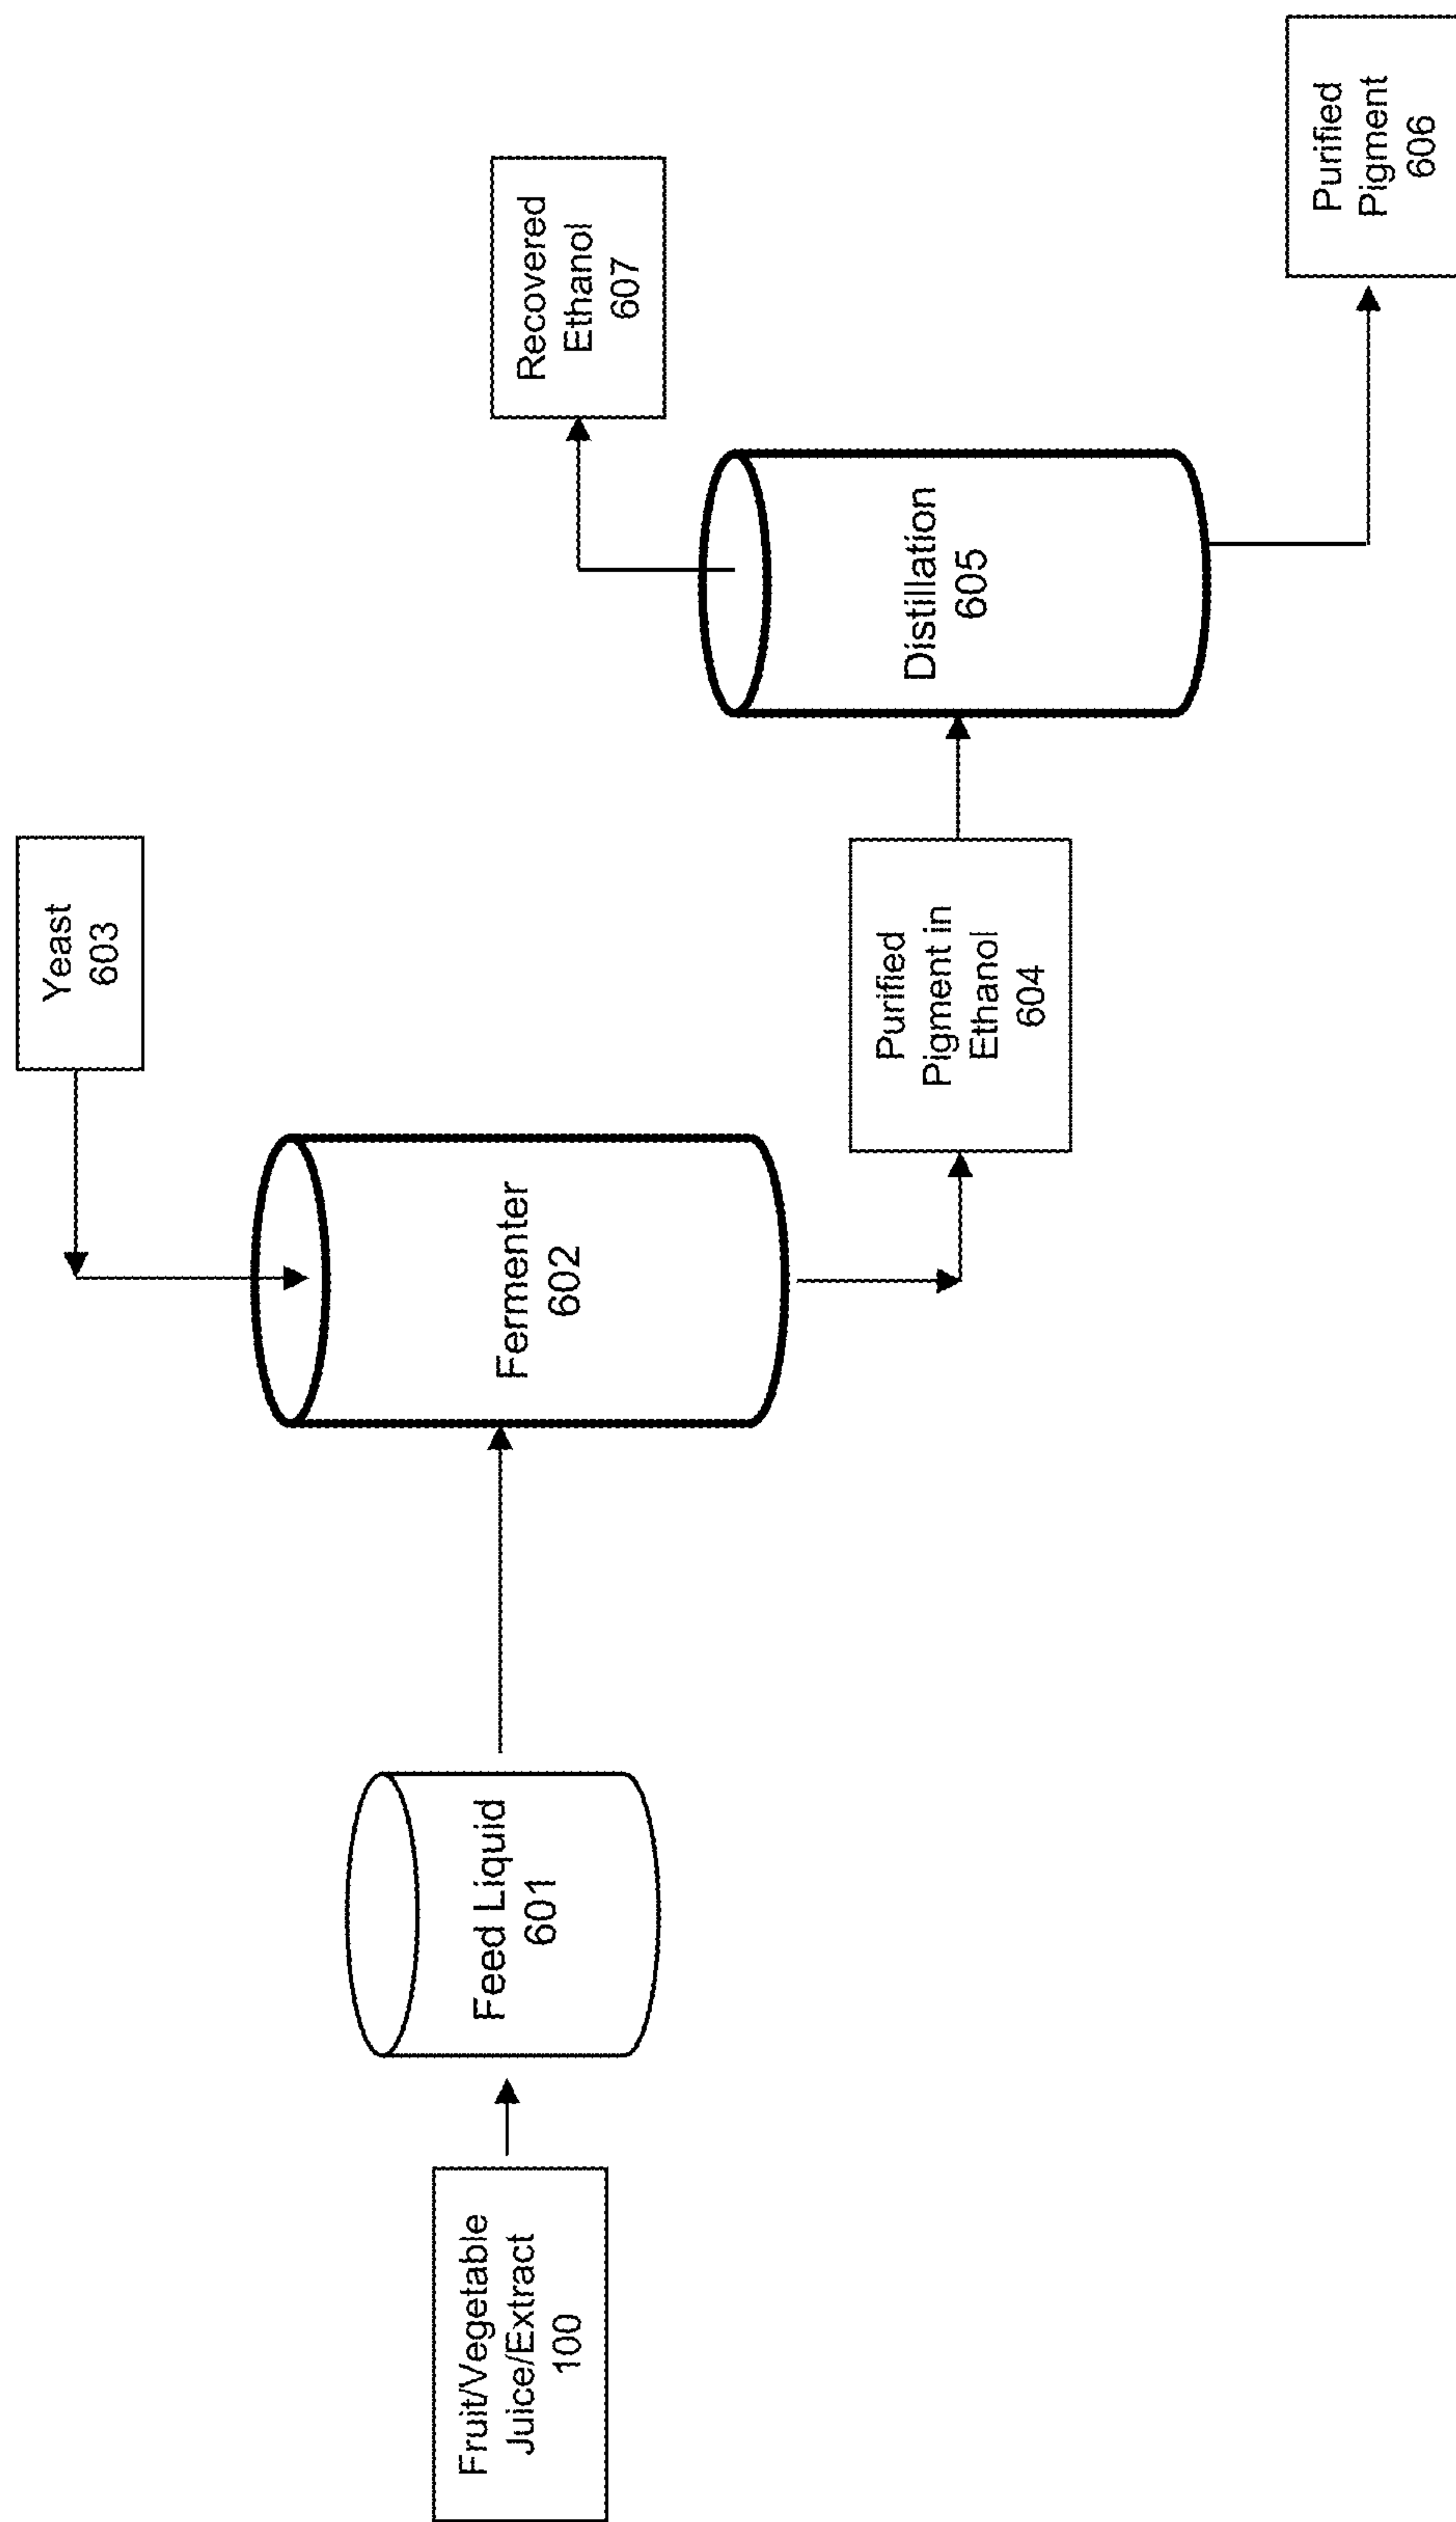 Fruit/Vegetable
Juice/Extract
100
Feed Liquid
601
Fermenter
602
Yeast
603
Purified
Pigment in
Ethanol
604
Distillation
605
Recovered
Ethanol
607
Purified
Pigment
606